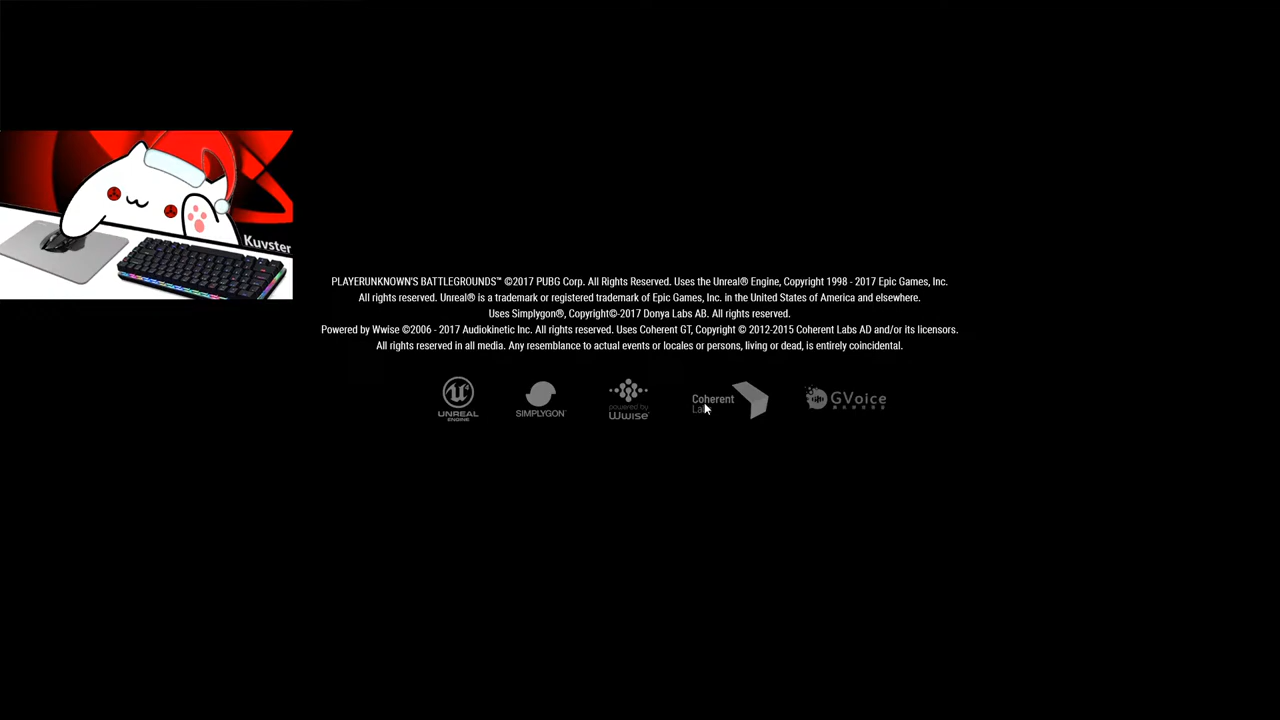 Kuvster
PLAYERUNKNOWN'S BATTLEGROUNDS™ ©2017 PUBG Corp. All Rights Reserved. Uses the Unreal® Engine, Copyright 1998 - 2017 Epic Games, Inc.
All rights reserved. Unreal® is a trademark or registered trademark of Epic Games, Inc. in the United States of America and elsewhere.
Uses Simplygon®, Copyright©-2017 Donya Labs AB. All rights reserved.
Powered by Wwise ©2006 - 2017 Audiokinetic Inc. All rights reserved. Uses Coherent GT, Copyright © 2012-2015 Coherent Labs AD and/or its licensors.
All rights reserved in all media. Any resemblance to actual events or locales or persons, living or dead, is entirely coincidental.
UNREAL
ENGINE
SIMPLYGON
powered by
Wwise
Coherent
GVoice